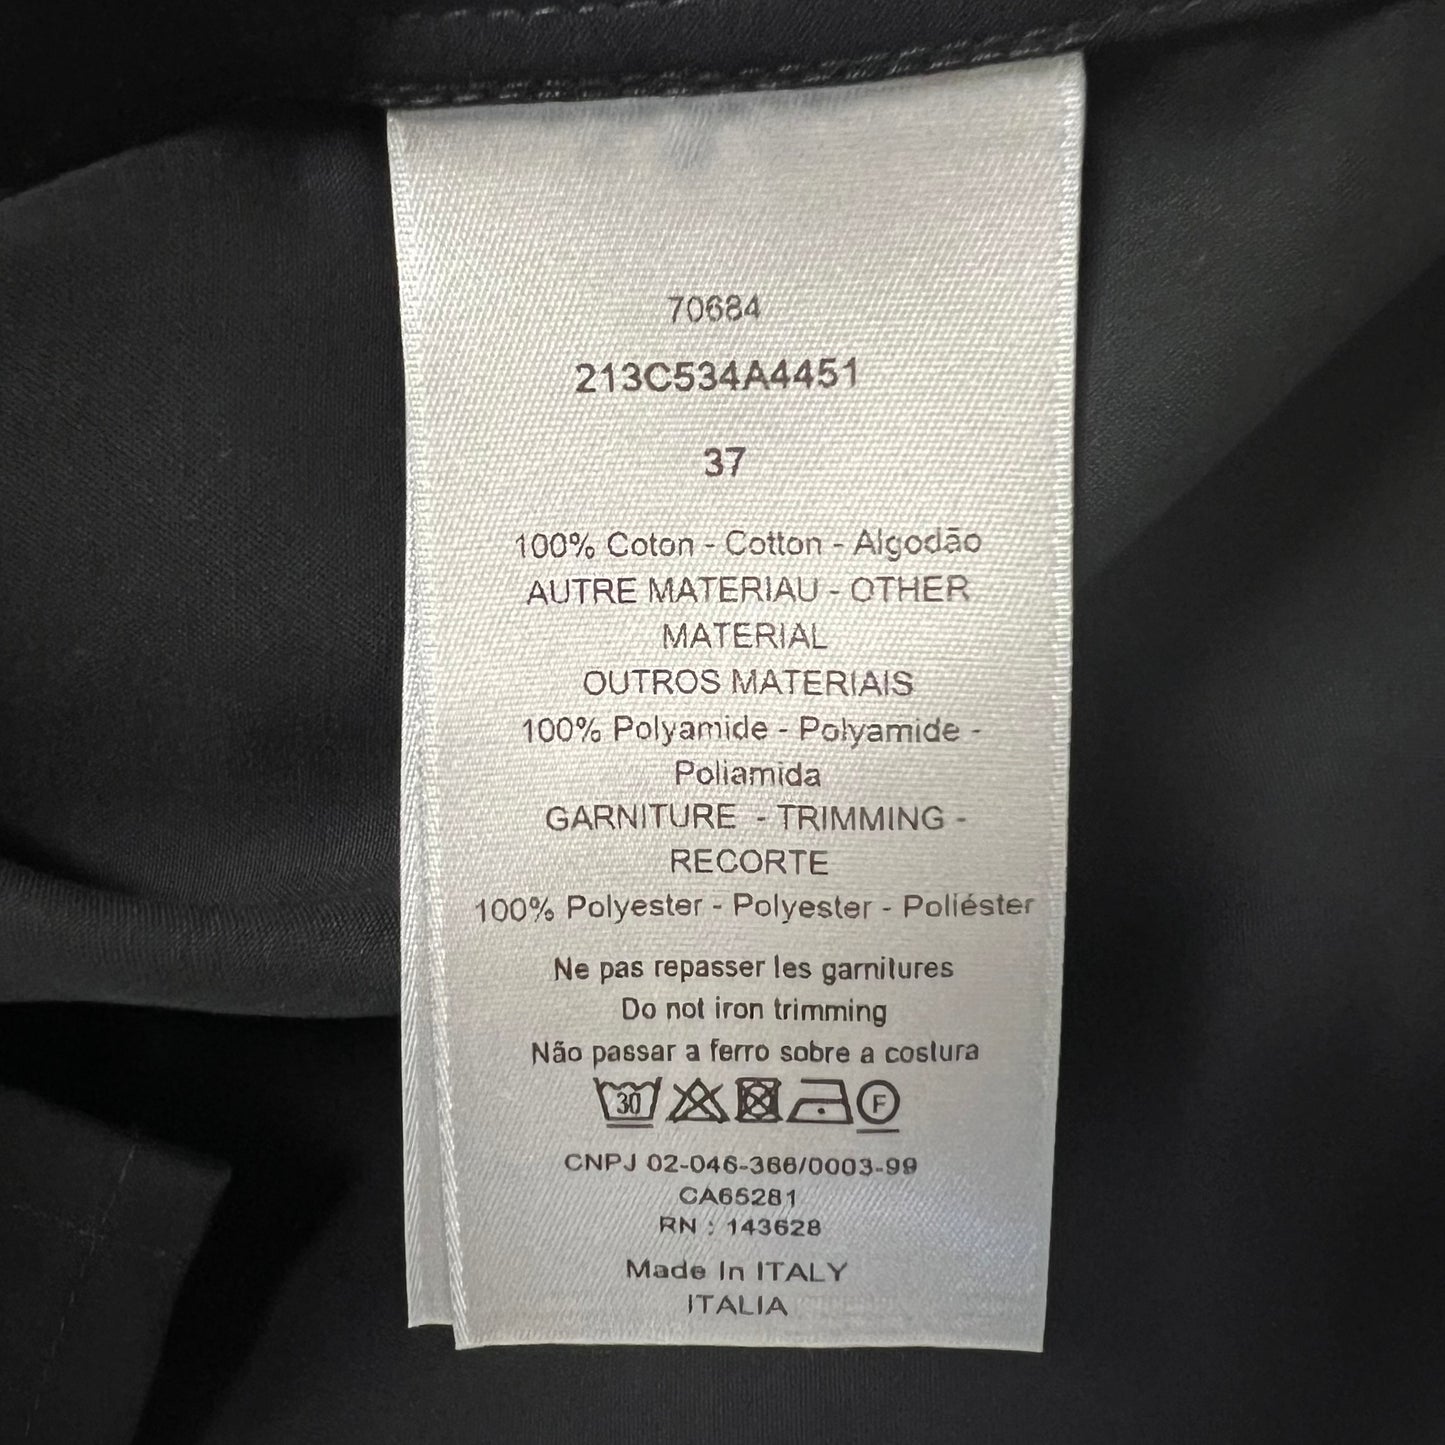 70684
213C534A4451
37
100% Coton - Cotton - Algodão
AUTRE MATERIAU - OTHER
MATERIAL
OUTROS MATERIAIS
100% Polyamide - Polyamide -
Poliamida
GARNITURE - TRIMMING -
RECORTE
100% Polyester - Polyester - Poliéster
Ne pas repasser les garnitures
Do not iron trimming
Não passar a ferro sobre a costura
30 F
CNPJ 02-046-366/0003-99
CA65281
RN : 143628
Made In ITALY
ITALIA